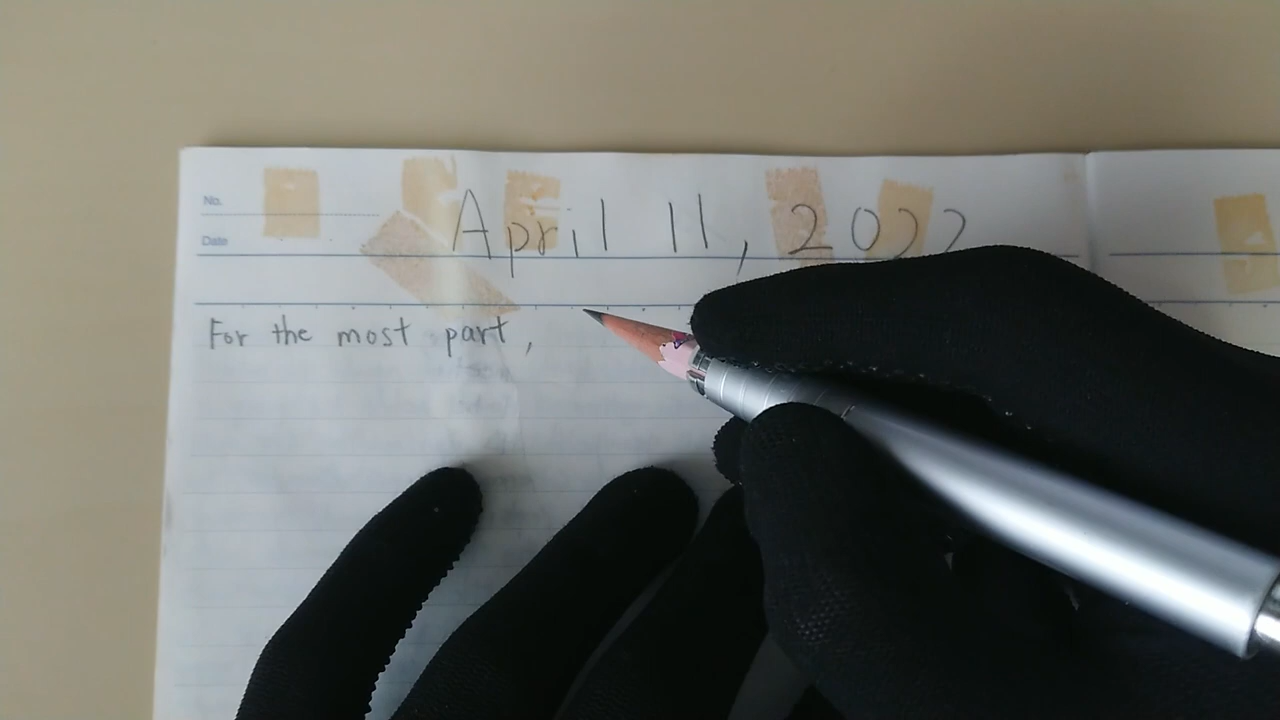 No.
Date
April 11, 2022
For the most part,